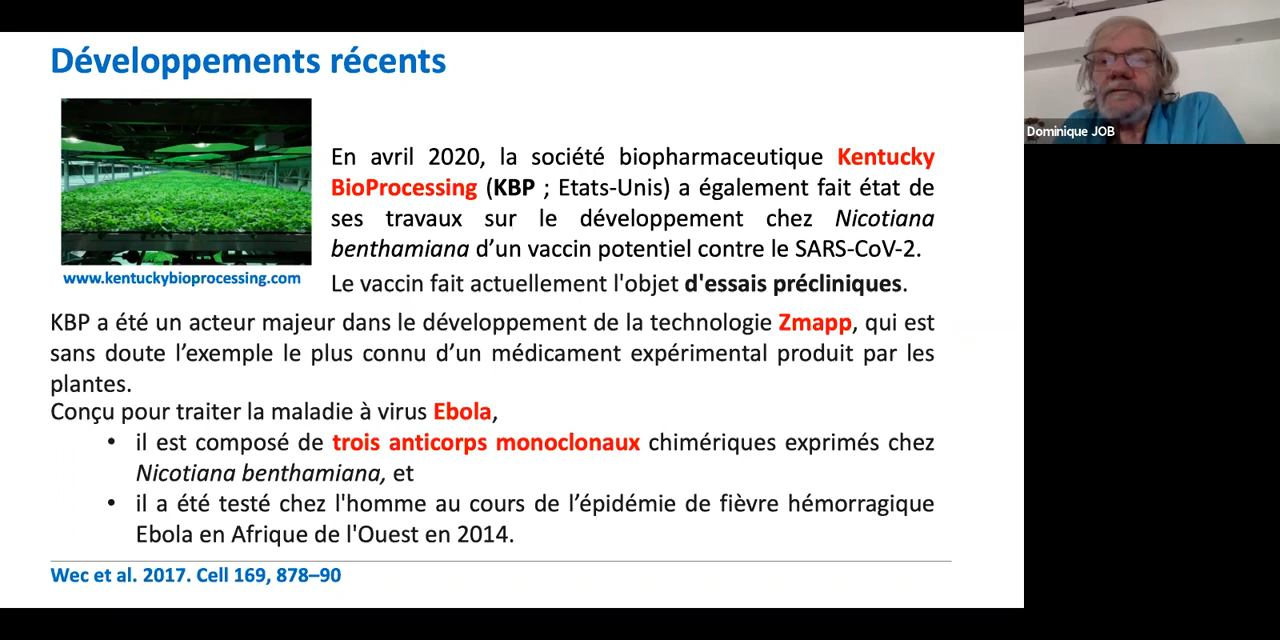 Développements récents
En avril 2020, la société biopharmaceutique Kentucky
BioProcessing (KBP ; Etats-Unis) a également fait état de
ses travaux sur le développement chez Nicotiana
benthamiana d’un vaccin potentiel contre le SARS-CoV-2.
www.kentuckybioprocessing.com
Le vaccin fait actuellement l'objet d'essais précliniques.
KBP a été un acteur majeur dans le développement de la technologie Zmapp, qui est
sans doute l’exemple le plus connu d’un médicament expérimental produit par les
plantes.
Conçu pour traiter la maladie à virus Ebola,
• il est composé de trois anticorps monoclonaux chimériques exprimés chez
Nicotiana benthamiana, et
• il a été testé chez l'homme au cours de l’épidémie de fièvre hémorragique
Ebola en Afrique de l'Ouest en 2014.
Wec et al. 2017. Cell 169, 878–90
Dominique JOB